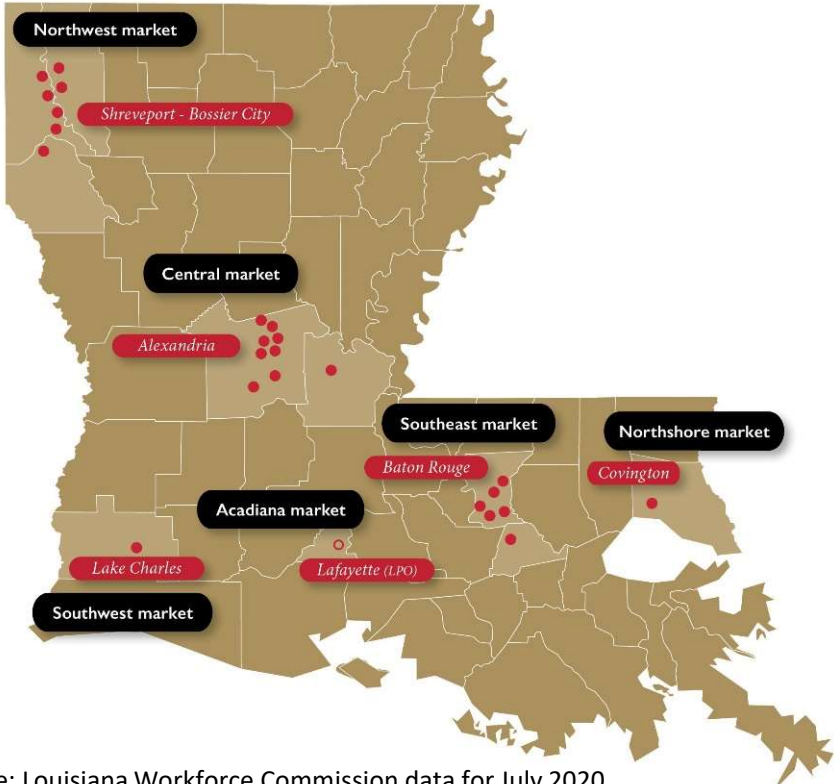 Northwest market
Shreveport - Bossier City
Central market
Alexandria
Southeast market
Northshore market
Baton Rouge
Covington
Acadiana market
Lake Charles
Lafayette (LPO)
Southwest market
e: Louisiana Workforce Commission data for July 2020